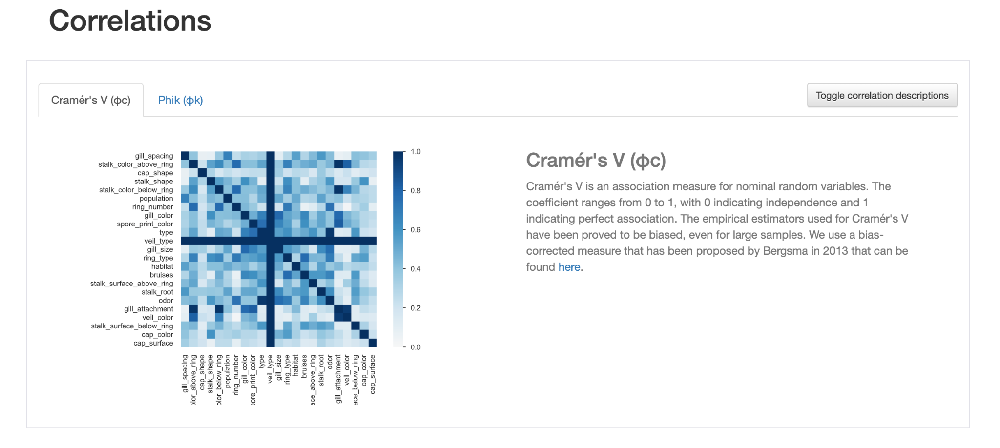 Correlations
Cramér's V (φc)
Phik (φk)
Toggle correlation descriptions
gill_spacing
stalk_color_above_ring
cap_shape
stalk_shape
stalk_color_below_ring
population
ring_number
gill_color
spore_print_color
type
veil_type
gill_size
ring_type
habitat
bruises
stalk_surface_above_ring
stalk_root
odor
gill_attachment
veil_color
stalk_surface_below_ring
cap_color
cap_surface
gill_spacing
olor_above_ring
cap_shape
stalk_shape
olor_below_ring
population
ring_number
gill_color
pore_print_color
type
veil_type
gill_size
ring_type
habitat
bruises
ace_above_ring
stalk_root
odor
gill_attachment
veil_color
ace_below_ring
cap_color
cap_surface
1.0
0.8
0.6
0.4
0.2
0.0
Cramér's V (φc)
Cramér's V is an association measure for nominal random variables. The
coefficient ranges from 0 to 1, with 0 indicating independence and 1
indicating perfect association. The empirical estimators used for Cramér's V
have been proved to be biased, even for large samples. We use a bias-
corrected measure that has been proposed by Bergsma in 2013 that can be
found here.